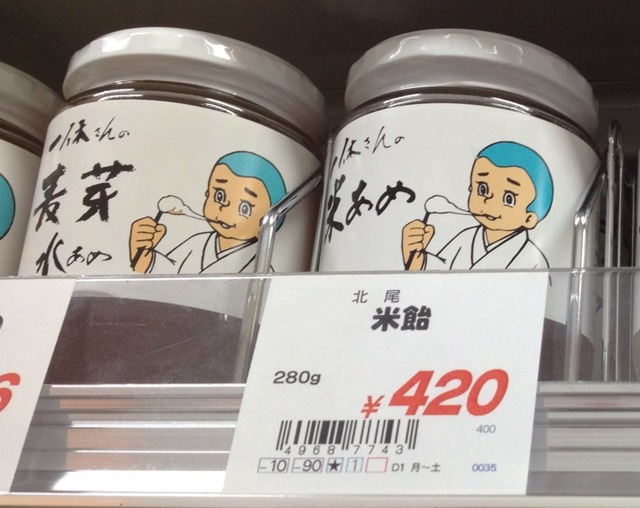 一休さんの
麦芽
水あめ
一休さんの
米あめ
北尾
米飴
280g
¥420
400
4968 7743
-10 -90 ★ 1 D1 月～土 0035
6